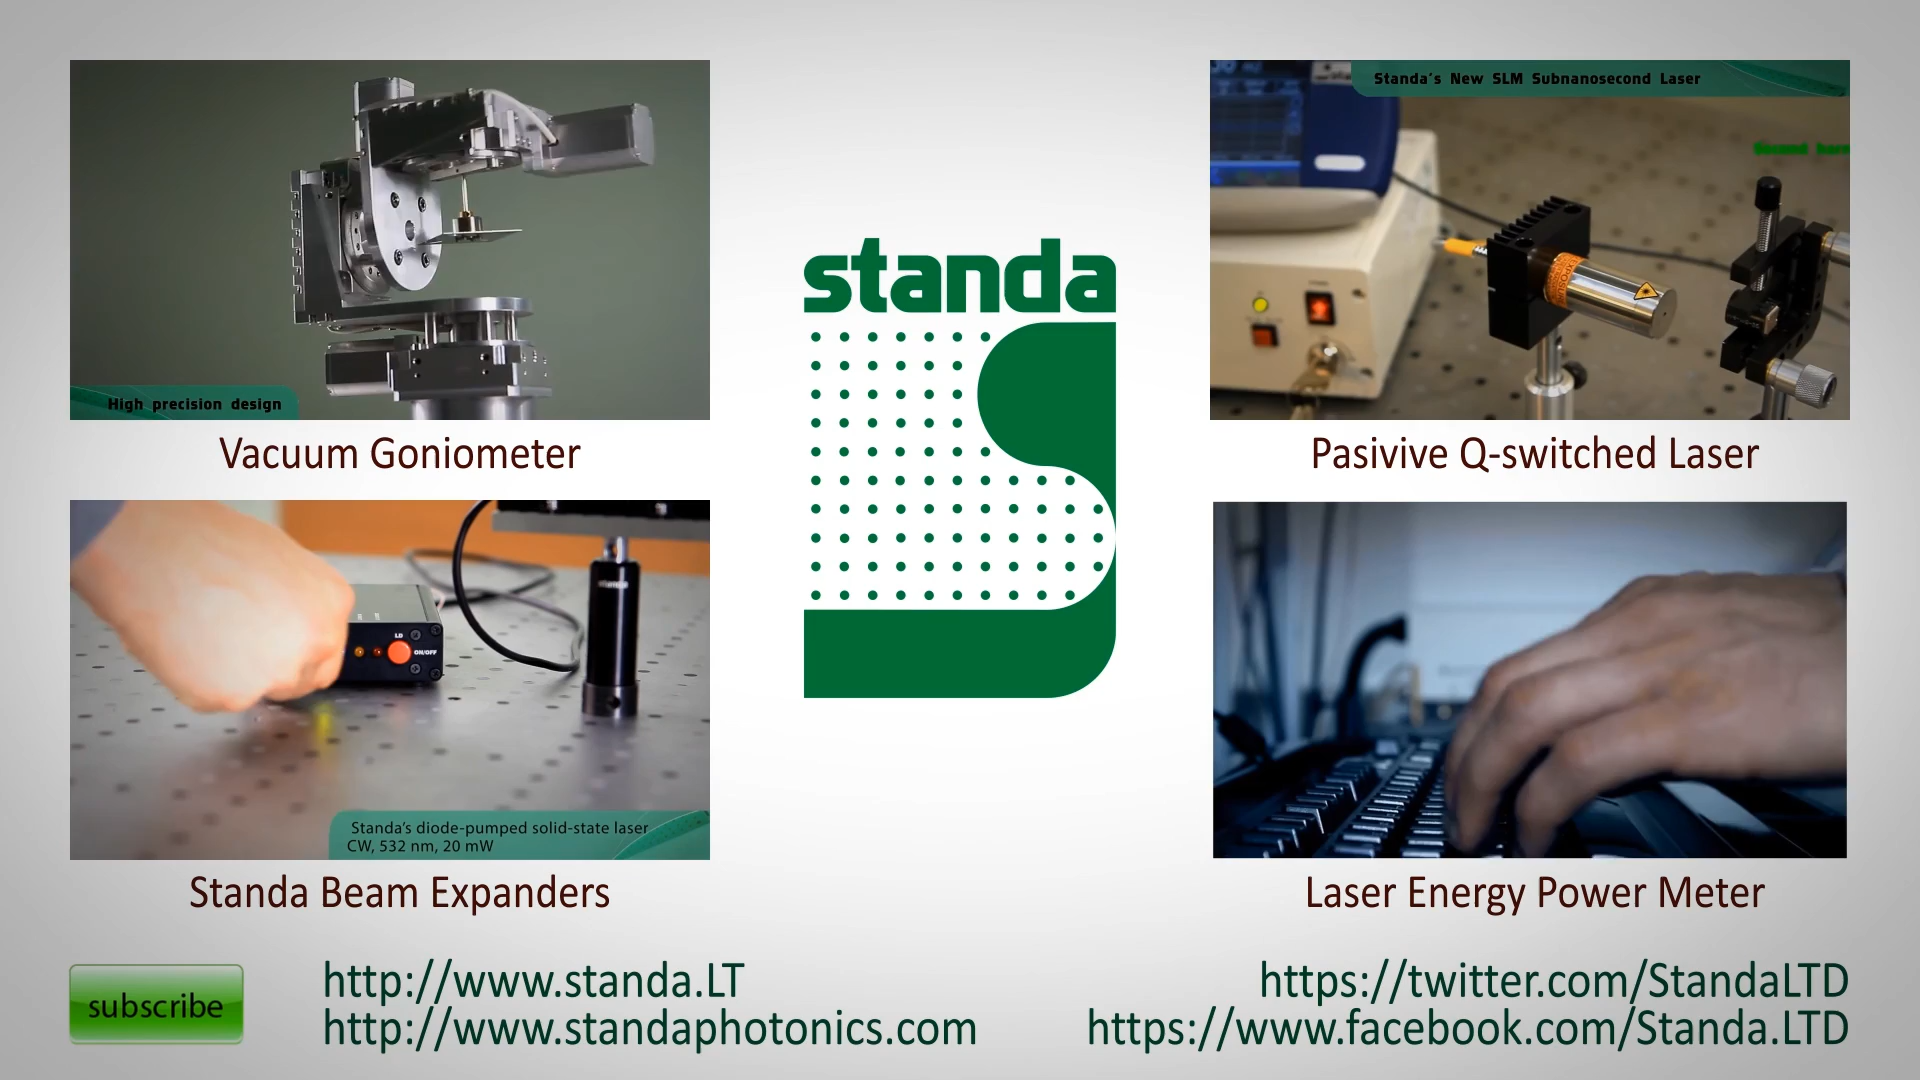 Standa's New SLM Subnanosecond Laser
standa
High precision design
Vacuum Goniometer
Pasivive Q-switched Laser
LD
ON/OFF
Standa's diode-pumped solid-state laser
CW, 532 nm, 20 mW
Standa Beam Expanders
Laser Energy Power Meter
subscribe
http://www.standa.LT
http://www.standaphotonics.com
https://twitter.com/StandaLTD
https://www.facebook.com/Standa.LTD